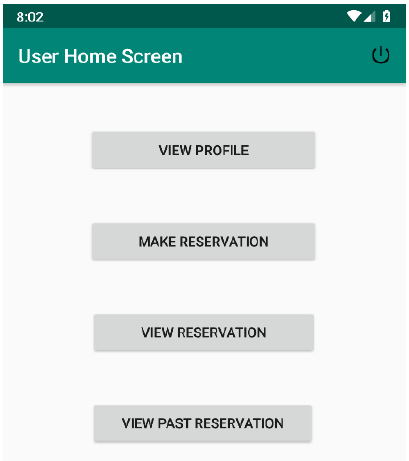 8:02
User Home Screen
VIEW PROFILE
MAKE RESERVATION
VIEW RESERVATION
VIEW PAST RESERVATION